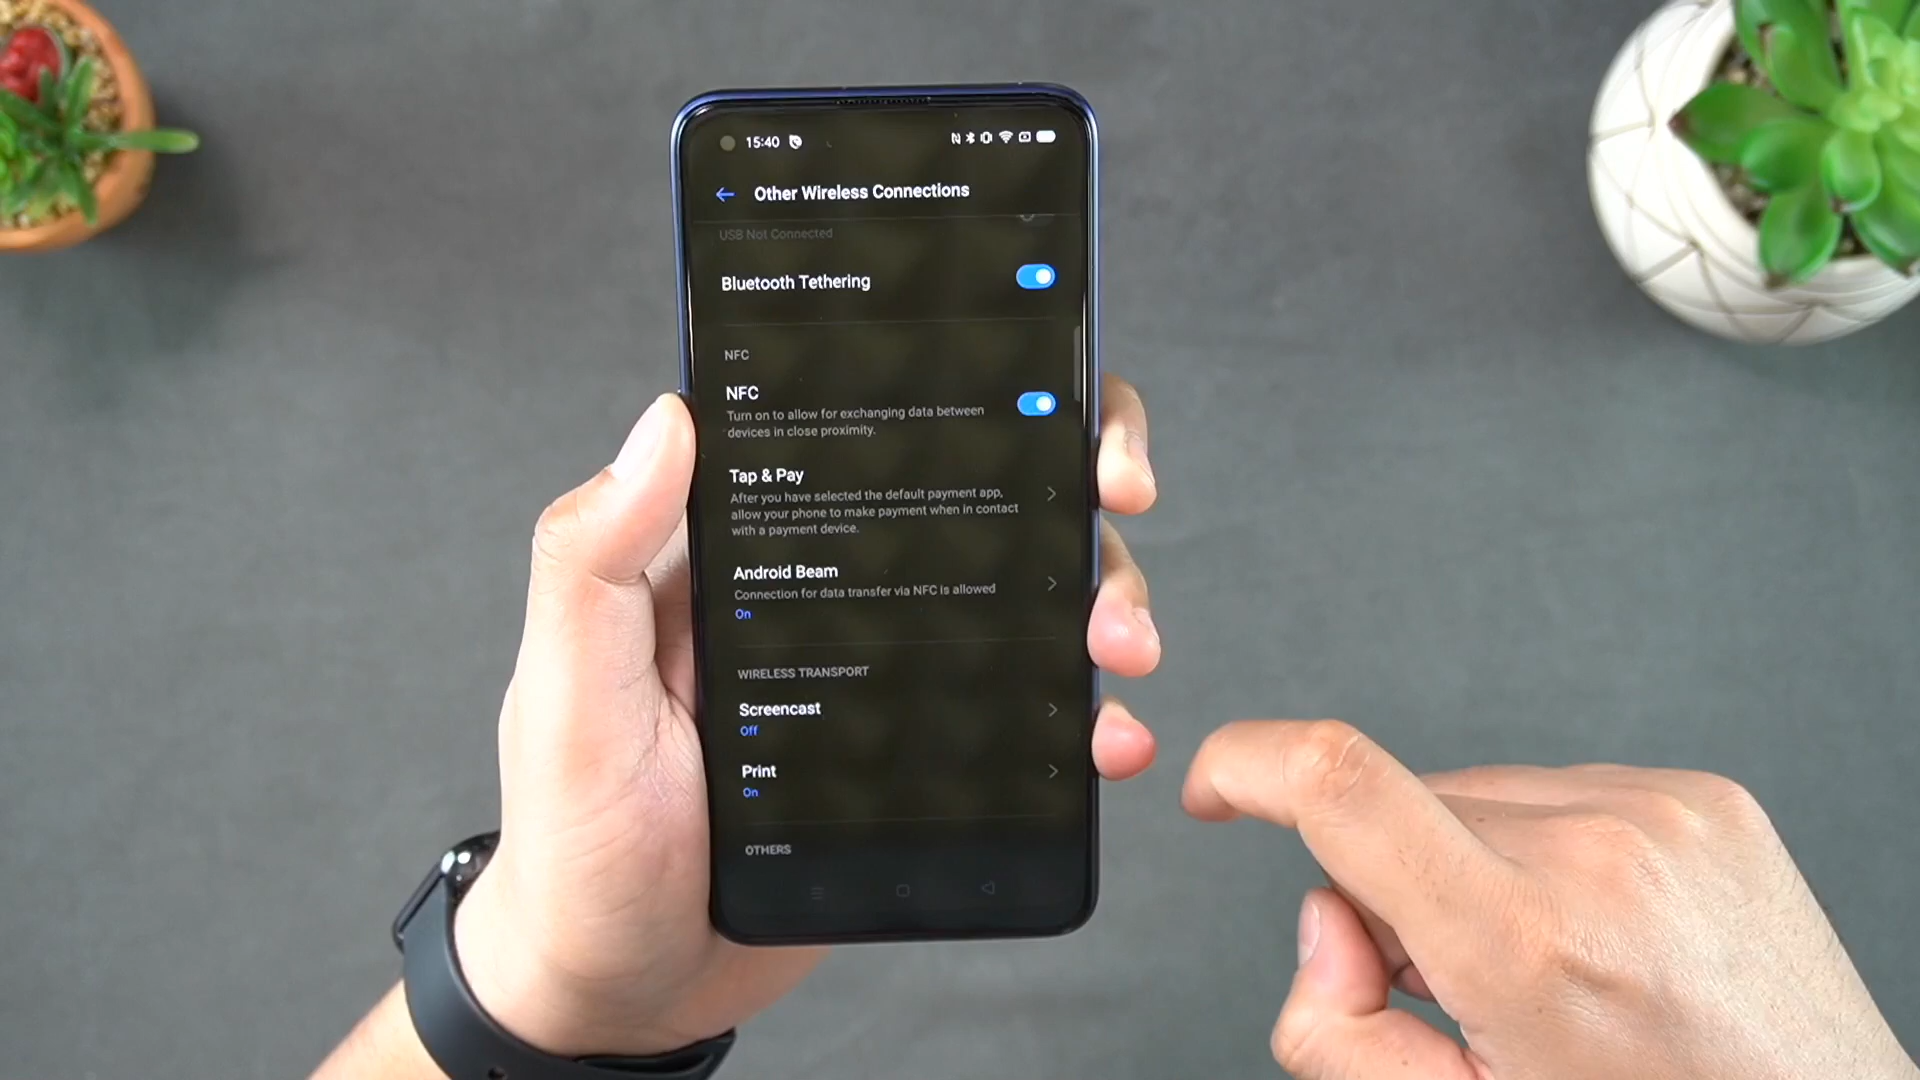 15:40
Other Wireless Connections
USB Not Connected
Bluetooth Tethering
NFC
NFC
Turn on to allow for exchanging data between
devices in close proximity.
Tap & Pay
After you have selected the default payment app,
allow your phone to make payment when in contact
with a payment device.
Android Beam
Connection for data transfer via NFC is allowed
On
WIRELESS TRANSPORT
Screencast
Off
Print
On
OTHERS